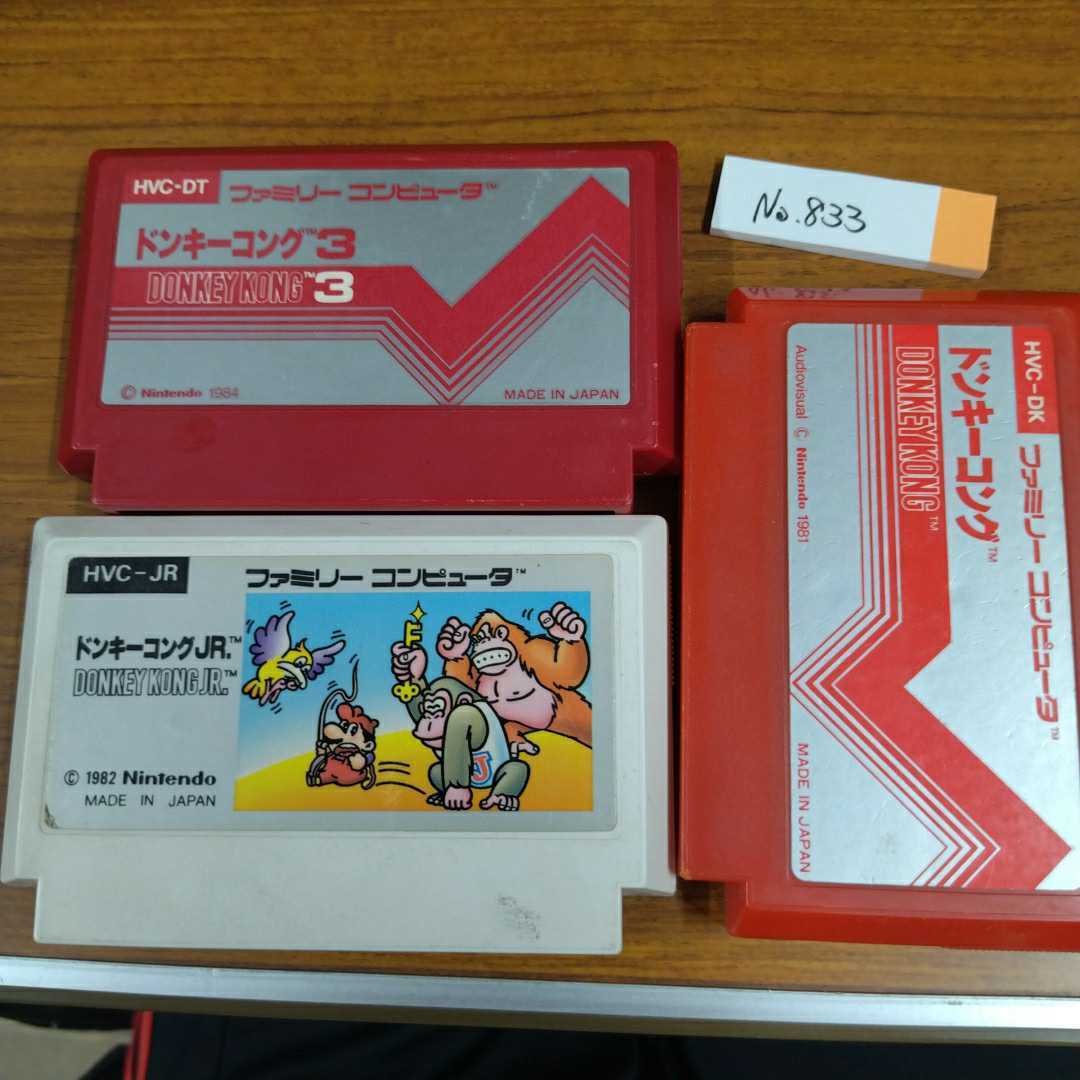 HVC-DT ファミリー コンピュータ™
ドンキーコング™3
DONKEY KONG™3
© Nintendo 1984 MADE IN JAPAN
No.833
HVC-JR ファミリー コンピュータ™
ドンキーコングJR.™
DONKEY KONG JR.™
© 1982 Nintendo
MADE IN JAPAN
F
J
HVC-DK ファミリー コンピュータ™
ドンキーコング™
DONKEY KONG™
Audiovisual © Nintendo 1981 MADE IN JAPAN